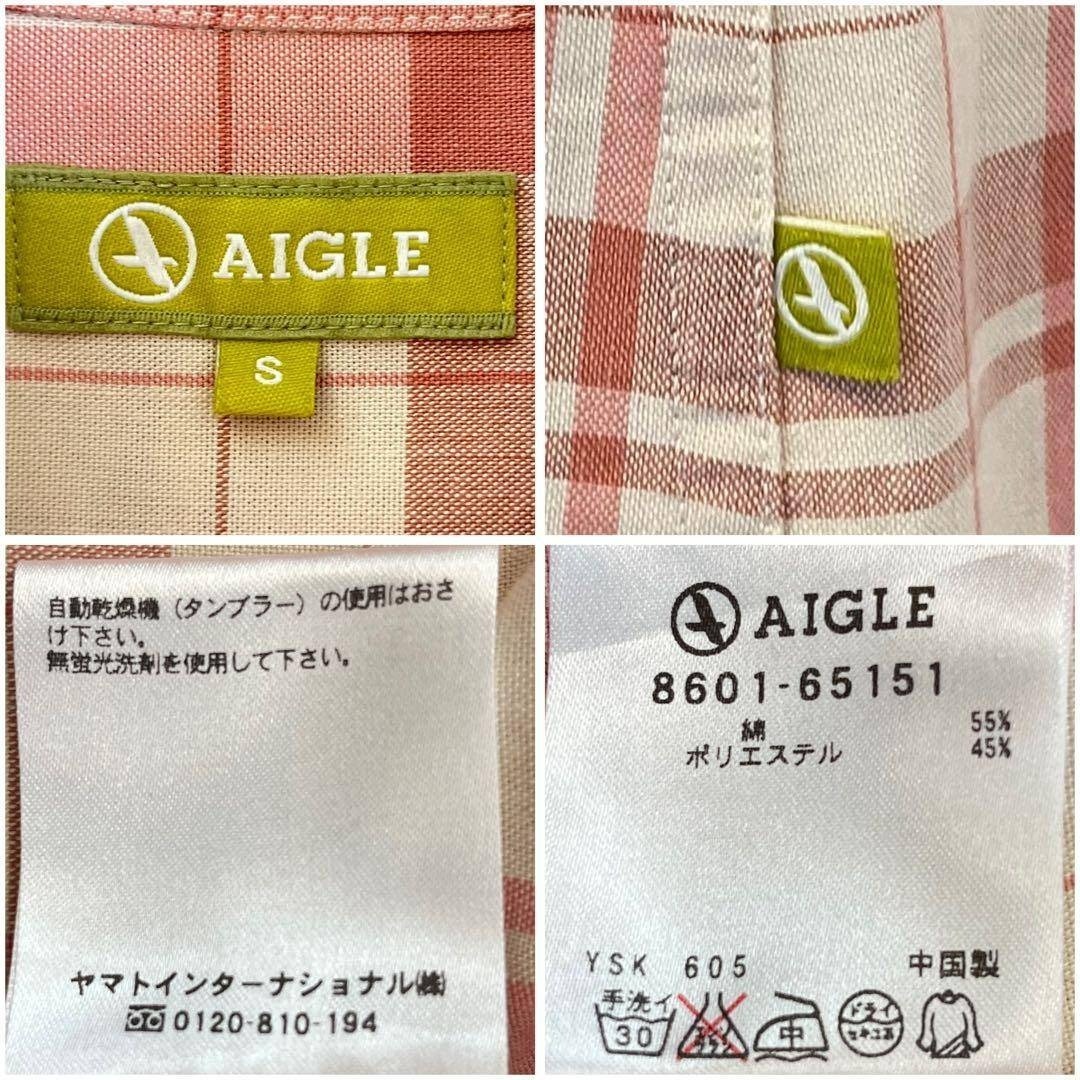 AIGLE
S
自動乾燥機（タンブラー）の使用はおさ
け下さい。
無蛍光洗剤を使用して下さい。
ヤマトインターナショナル㈱
0120-810-194
AIGLE
8601-65151
綿 55%
ポリエステル 45%
YSK 605 中国製
手洗イ
30
中
ドライ